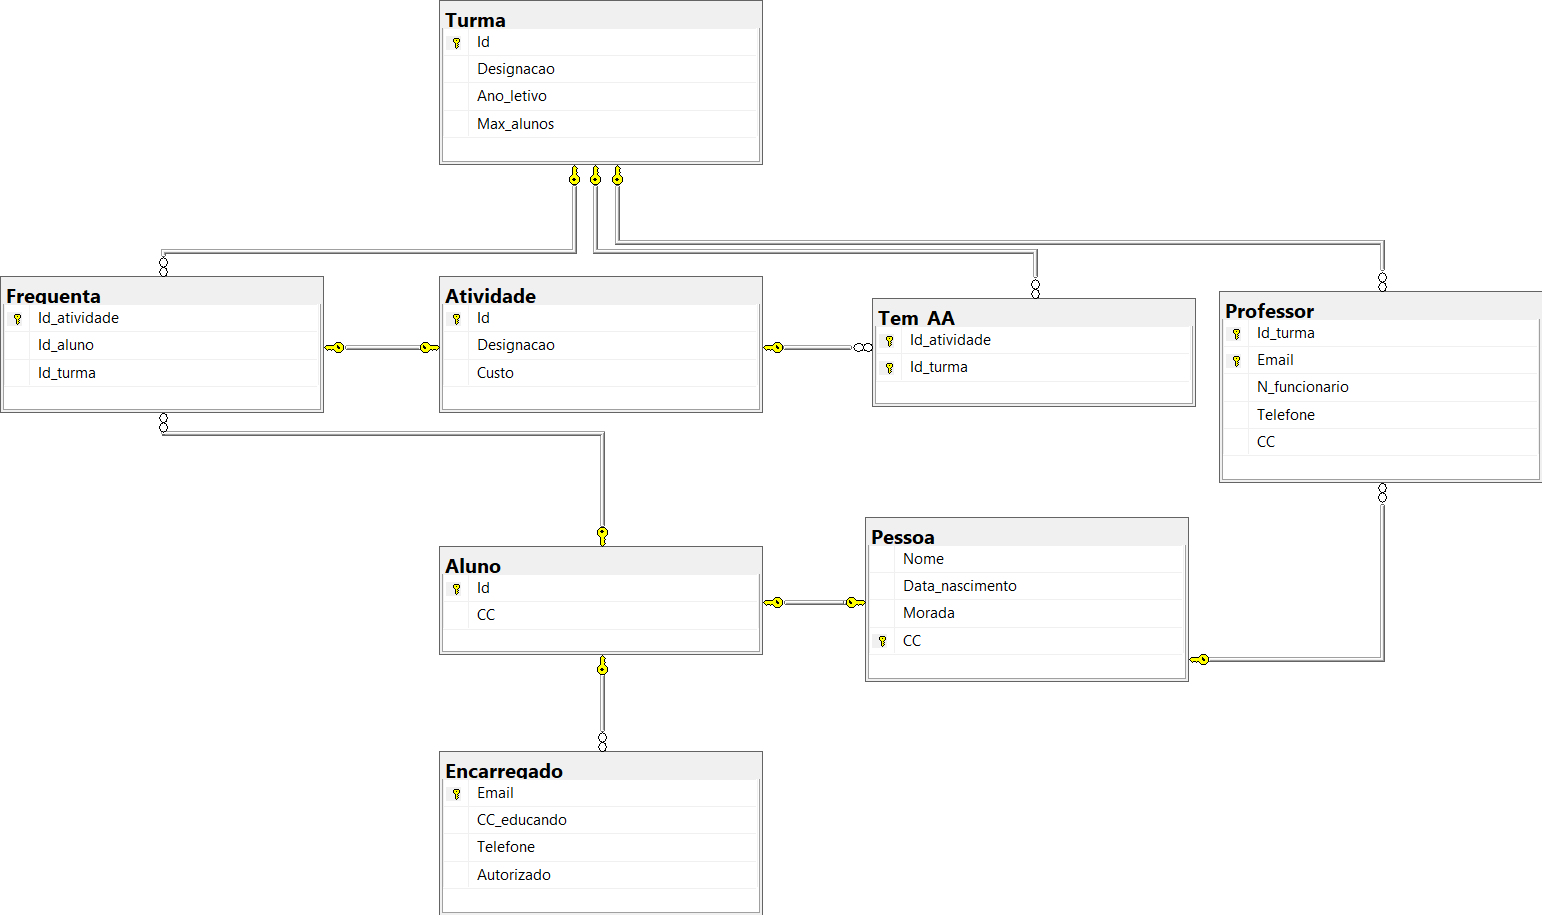 Turma
Id
Designacao
Ano_letivo
Max_alunos
Frequenta
Id_atividade
Id_aluno
Id_turma
Atividade
Id
Designacao
Custo
Tem_AA
Id_atividade
Id_turma
Professor
Id_turma
Email
N_funcionario
Telefone
CC
Aluno
Id
CC
Pessoa
Nome
Data_nascimento
Morada
CC
Encarregado
Email
CC_educando
Telefone
Autorizado